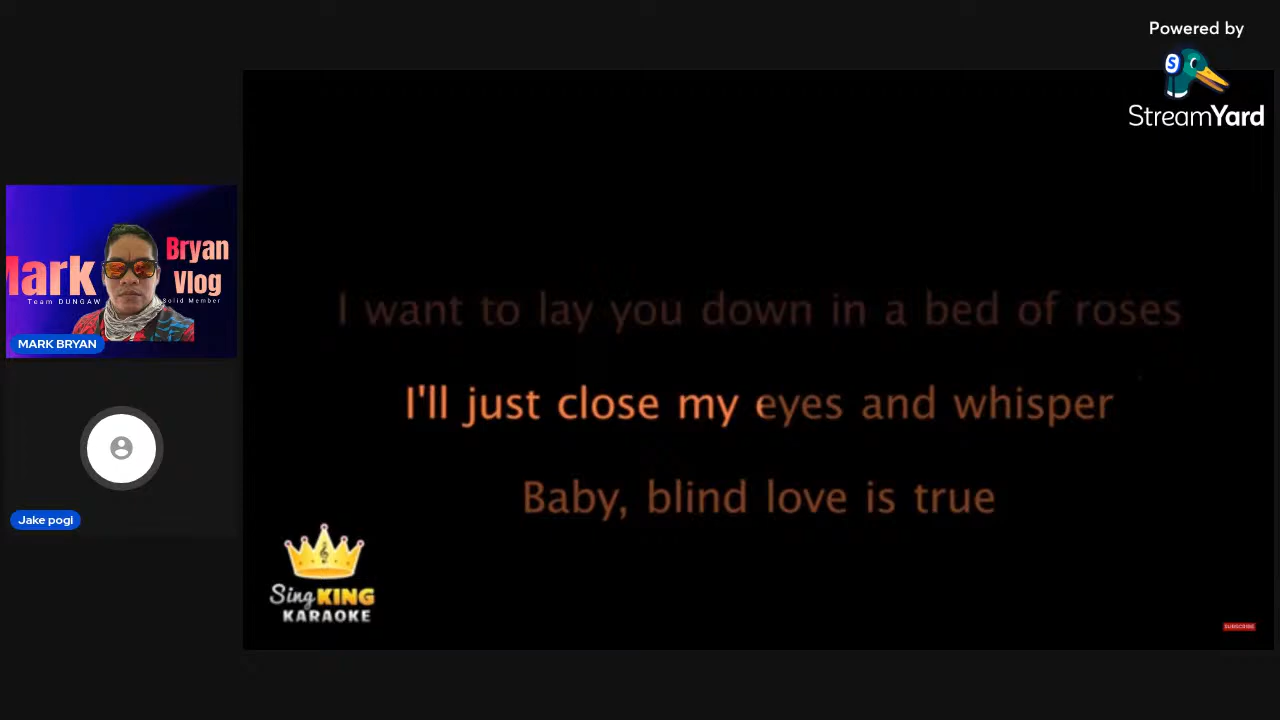 Powered by
S
StreamYard
Mark
Bryan
Vlog
Team DUNGAW
Solid Member
MARK BRYAN
I want to lay you down in a bed of roses
I'll just close my eyes and whisper
Baby, blind love is true
Jake pogi
Sing KING
KARAOKE
SUBSCRIBE